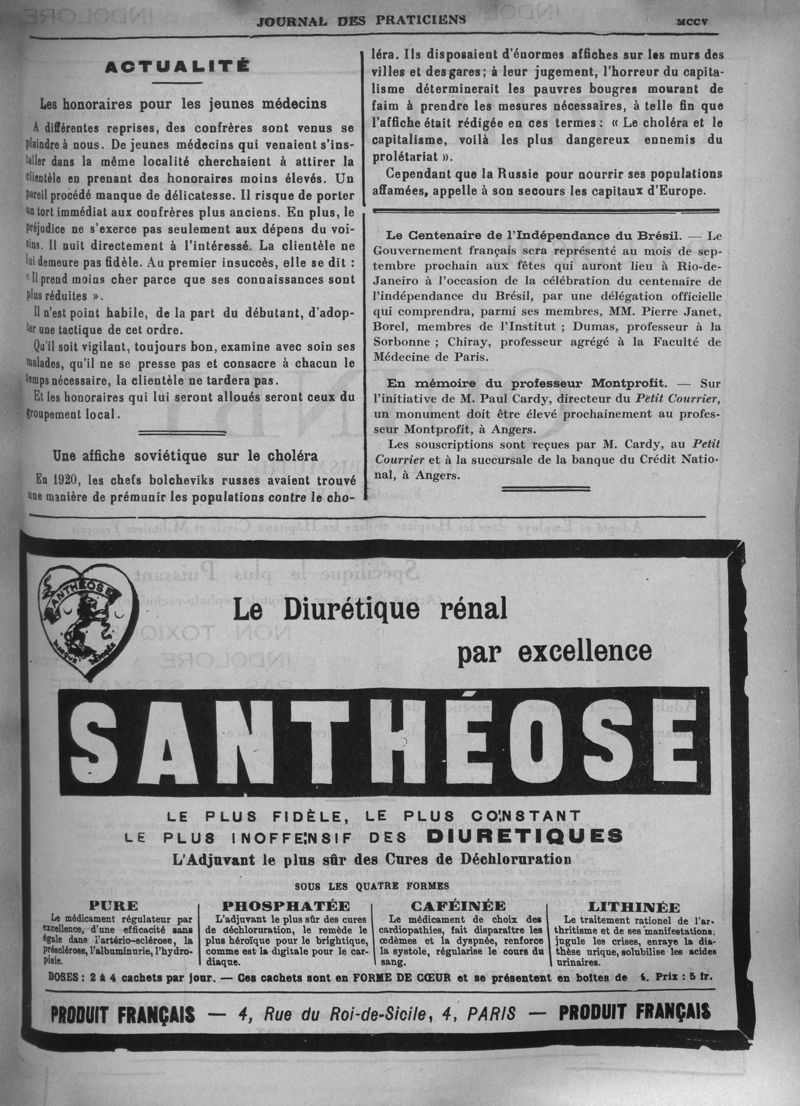 JOURNAL DES PRATICIENS
MCCV
ACTUALITÉ
Les honoraires pour les jeunes médecins
A différentes reprises, des confrères sont venus se
plaindre à nous. De jeunes médecins qui venaient s'ins-
taller dans la même localité cherchaient à attirer la
clientèle en prenant des honoraires moins élevés. Un
pareil procédé manque de délicatesse. Il risque de porter
un tort immédiat aux confrères plus anciens. En plus, le
préjudice ne s'exerce pas seulement aux dépens du voi-
sins. Il nuit directement à l'intéressé. La clientèle ne
lui demeure pas fidèle. Au premier insuccès, elle se dit :
« Il prend moins cher parce que ses connaissances sont
plus réduites ».
Il n'est point habile, de la part du débutant, d'adop-
ter une tactique de cet ordre.
Qu'il soit vigilant, toujours bon, examine avec soin ses
malades, qu'il ne se presse pas et consacre à chacun le
temps nécessaire, la clientèle ne tardera pas.
Et les honoraires qui lui seront alloués seront ceux du
groupement local.
Une affiche soviétique sur le choléra
En 1920, les chefs bolcheviks russes avaient trouvé
une manière de prémunir les populations contre le cho-
léra. Ils disposaient d'énormes affiches sur les murs des
villes et des gares; à leur jugement, l'horreur du capita-
lisme déterminerait les pauvres bougres mourant de
faim à prendre les mesures nécessaires, à telle fin que
l'affiche était rédigée en ces termes : « Le choléra et le
capitalisme, voilà les plus dangereux ennemis du
prolétariat ».
Cependant que la Russie pour nourrir ses populations
affamées, appelle à son secours les capitaux d'Europe.
Le Centenaire de l'Indépendance du Brésil. — Le
Gouvernement français sera représenté au mois de sep-
tembre prochain aux fêtes qui auront lieu à Rio-de-
Janeiro à l'occasion de la célébration du centenaire de
l'indépendance du Brésil, par une délégation officielle
qui comprendra, parmi ses membres, MM. Pierre Janet,
Borel, membres de l'Institut ; Dumas, professeur à la
Sorbonne ; Chiray, professeur agrégé à la Faculté de
Médecine de Paris.
En mémoire du professeur Montprofit. — Sur
l'initiative de M. Paul Cardy, directeur du Petit Courrier,
un monument doit être élevé prochainement au profes-
seur Montprofit, à Angers.
Les souscriptions sont reçues par M. Cardy, au Petit
Courrier et à la succursale de la banque du Crédit Natio-
nal, à Angers.
SANTHÉOSE
Le Diurétique rénal
par excellence
SANTHÉOSE
LE PLUS FIDÈLE, LE PLUS CONSTANT
LE PLUS INOFFENSIF DES DIURETIQUES
L'Adjuvant le plus sûr des Cures de Déchloruration
SOUS LES QUATRE FORMES
PURE
Le médicament régulateur par
excellence, d'une efficacité sans
égale dans l'artério-sclérose, la
présclérose, l'albuminurie, l'hydro-
pisie.
PHOSPHATÉE
L'adjuvant le plus sûr des cures
de déchloruration, le remède le
plus héroïque pour le brightique,
comme est la digitale pour le car-
diaque.
CAFÉINÉE
Le médicament de choix des
cardiopathies, fait disparaître les
œdèmes et la dyspnée, renforce
la systole, régularise le cours du
sang.
LITHINÉE
Le traitement rationel de l'ar-
thritisme et de ses manifestations;
jugule les crises, enraye la dia-
thèse urique, solubilise les acides
urinaires.
DOSES : 2 à 4 cachets par jour. — Ces cachets sont en FORME DE CŒUR et se présentent en boîtes de 4. Prix : 5 fr.
PRODUIT FRANÇAIS — 4, Rue du Roi-de-Sicile, 4, PARIS — PRODUIT FRANÇAIS